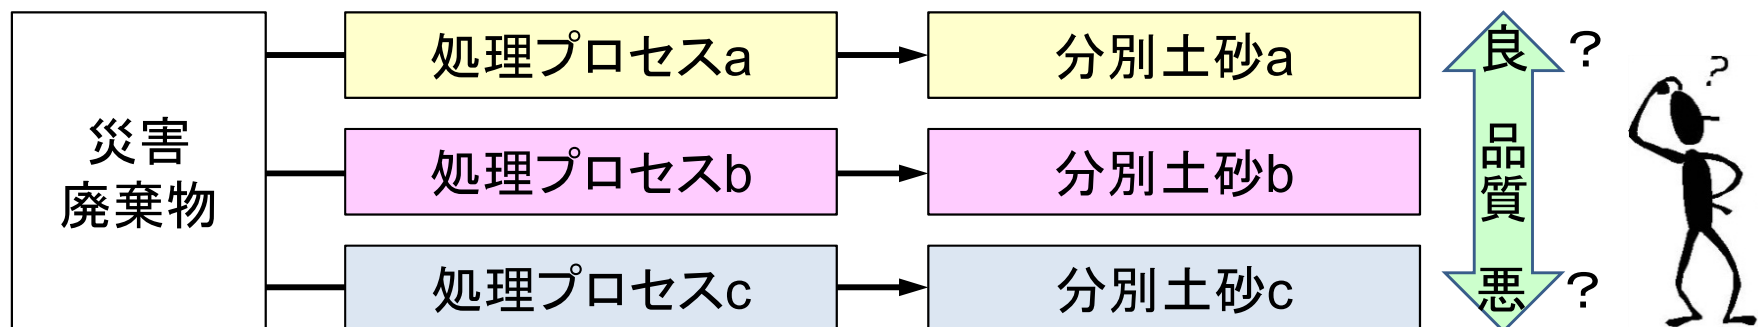 災害
廃棄物
処理プロセスa
分別土砂a
処理プロセスb
分別土砂b
処理プロセスc
分別土砂c
良
品
質
悪
？
？
?